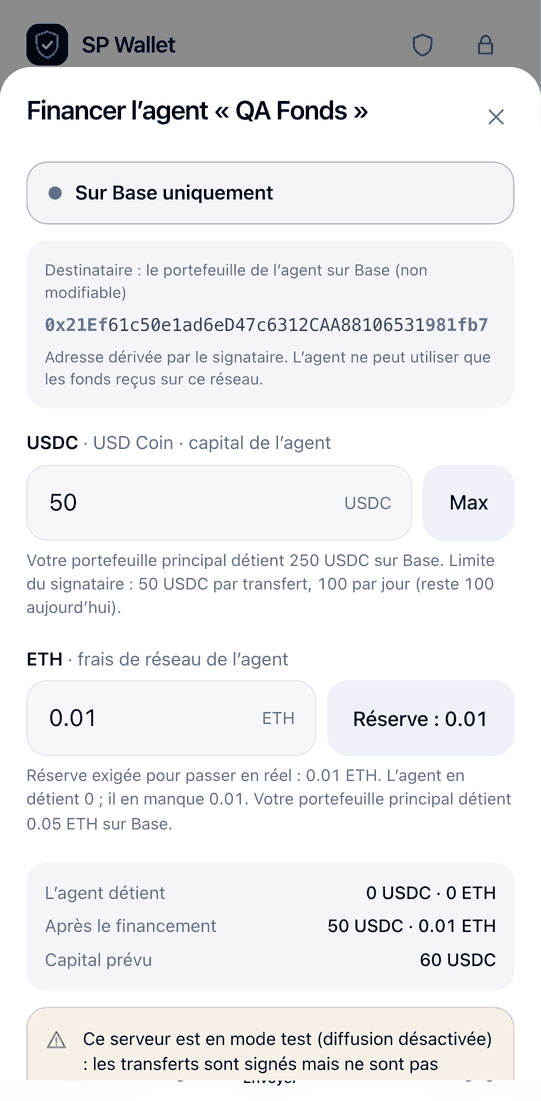 SP Wallet
Financer l’agent « QA Fonds »
Sur Base uniquement
Destinataire : le portefeuille de l’agent sur Base (non
modifiable)
0x21Ef61c50e1ad6eD47c6312CAA88106531981fb7
Adresse dérivée par le signataire. L’agent ne peut utiliser que
les fonds reçus sur ce réseau.
USDC · USD Coin · capital de l’agent
50 USDC Max
Votre portefeuille principal détient 250 USDC sur Base. Limite
du signataire : 50 USDC par transfert, 100 par jour (reste 100
aujourd’hui).
ETH · frais de réseau de l’agent
0.01 ETH Réserve : 0.01
Réserve exigée pour passer en réel : 0.01 ETH. L’agent en
détient 0 ; il en manque 0.01. Votre portefeuille principal détient
0.05 ETH sur Base.
L’agent détient 0 USDC · 0 ETH
Après le financement 50 USDC · 0.01 ETH
Capital prévu 60 USDC
Ce serveur est en mode test (diffusion désactivée)
: les transferts sont signés mais ne sont pas
Envoyer